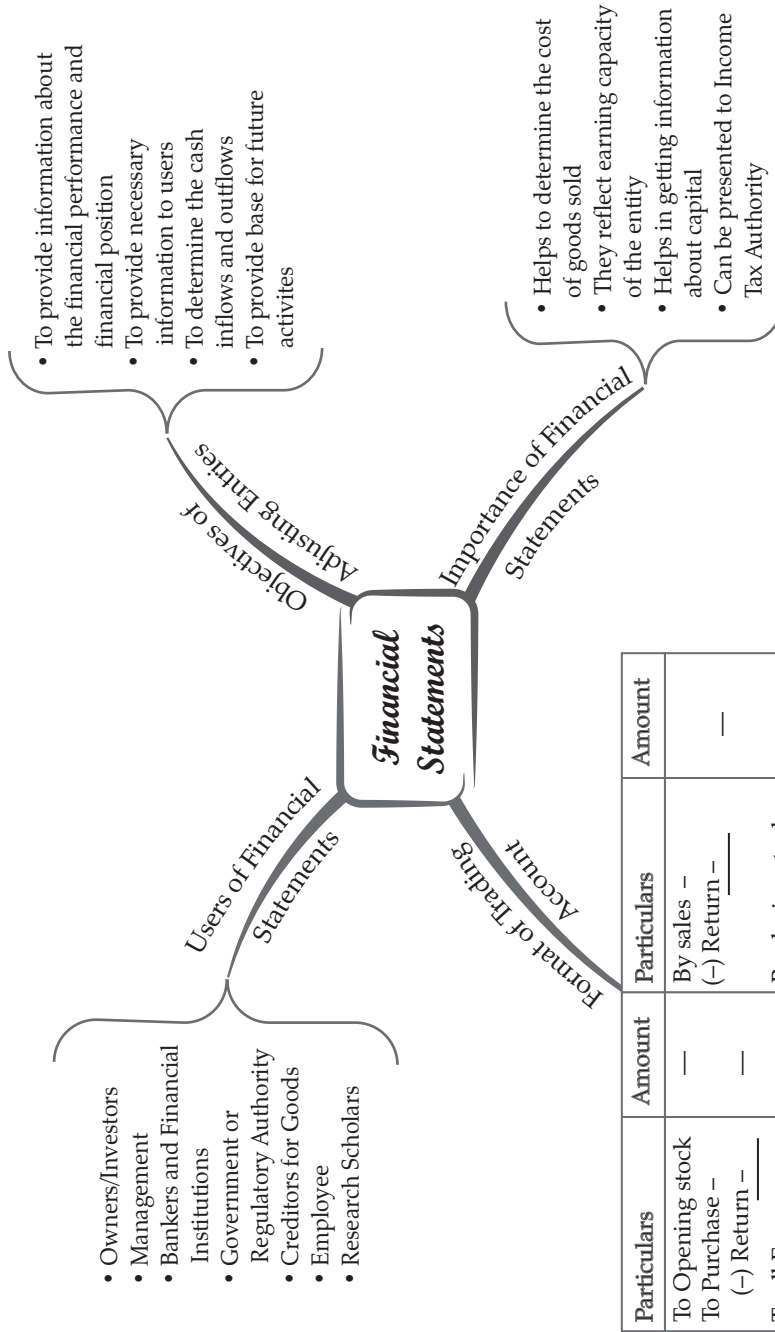 Financial
Statements
Users of Financial
Statements
• Owners/Investors
• Management
• Bankers and Financial
Institutions
• Government or
Regulatory Authority
• Creditors for Goods
• Employee
• Research Scholars
Objectives of
Adjusting Entries
• To provide information about
the financial performance and
financial position
• To provide necessary
information to users
• To determine the cash
inflows and outflows
• To provide base for future
activites
Importance of Financial
Statements
• Helps to determine the cost
of goods sold
• They reflect earning capacity
of the entity
• Helps in getting information
about capital
• Can be presented to Income
Tax Authority
Format of Trading
Account
Particulars Amount Particulars Amount
To Opening stock — By sales – —
To Purchase – (–) Return –
(–) Return – —